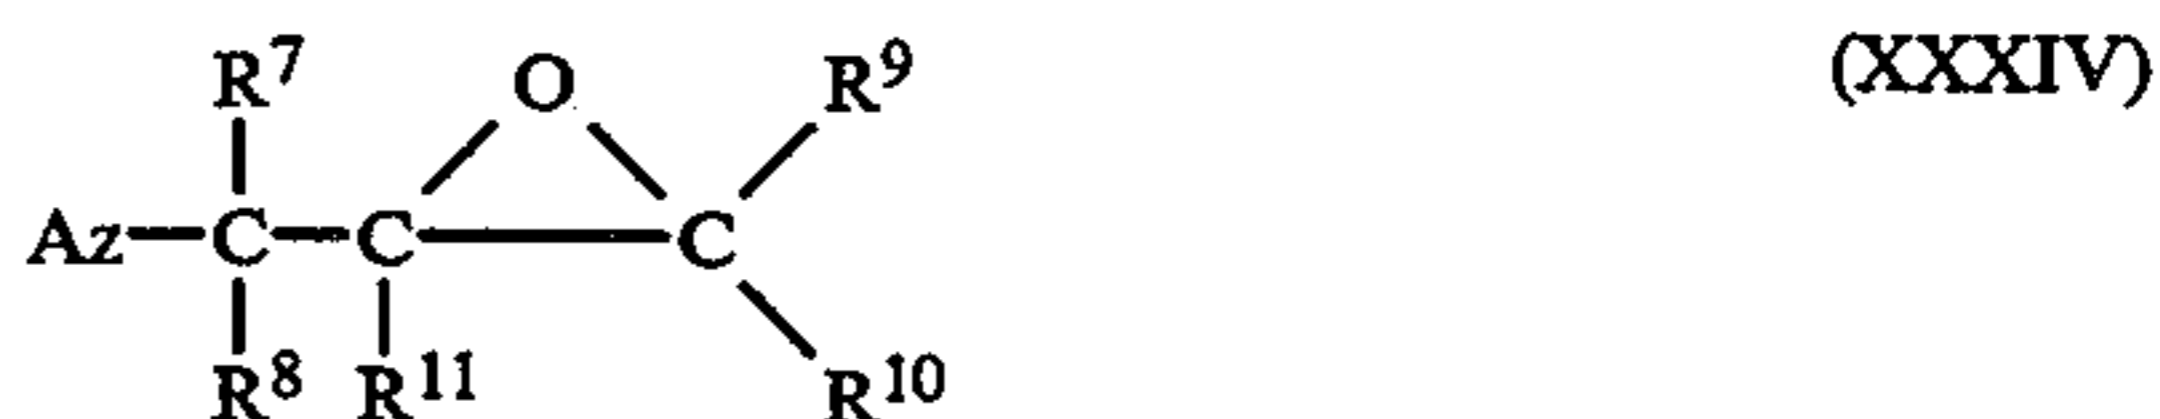 R⁷ O R⁹ (XXXIV)
Az—C—C—C
R⁸ R¹¹ R¹⁰